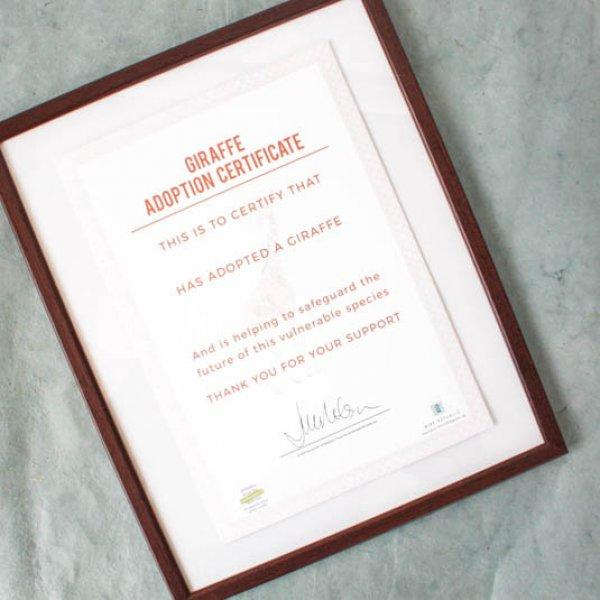 GIRAFFE
ADOPTION CERTIFICATE
THIS IS TO CERTIFY THAT
HAS ADOPTED A GIRAFFE
And is helping to safeguard the
future of this vulnerable species
THANK YOU FOR YOUR SUPPORT